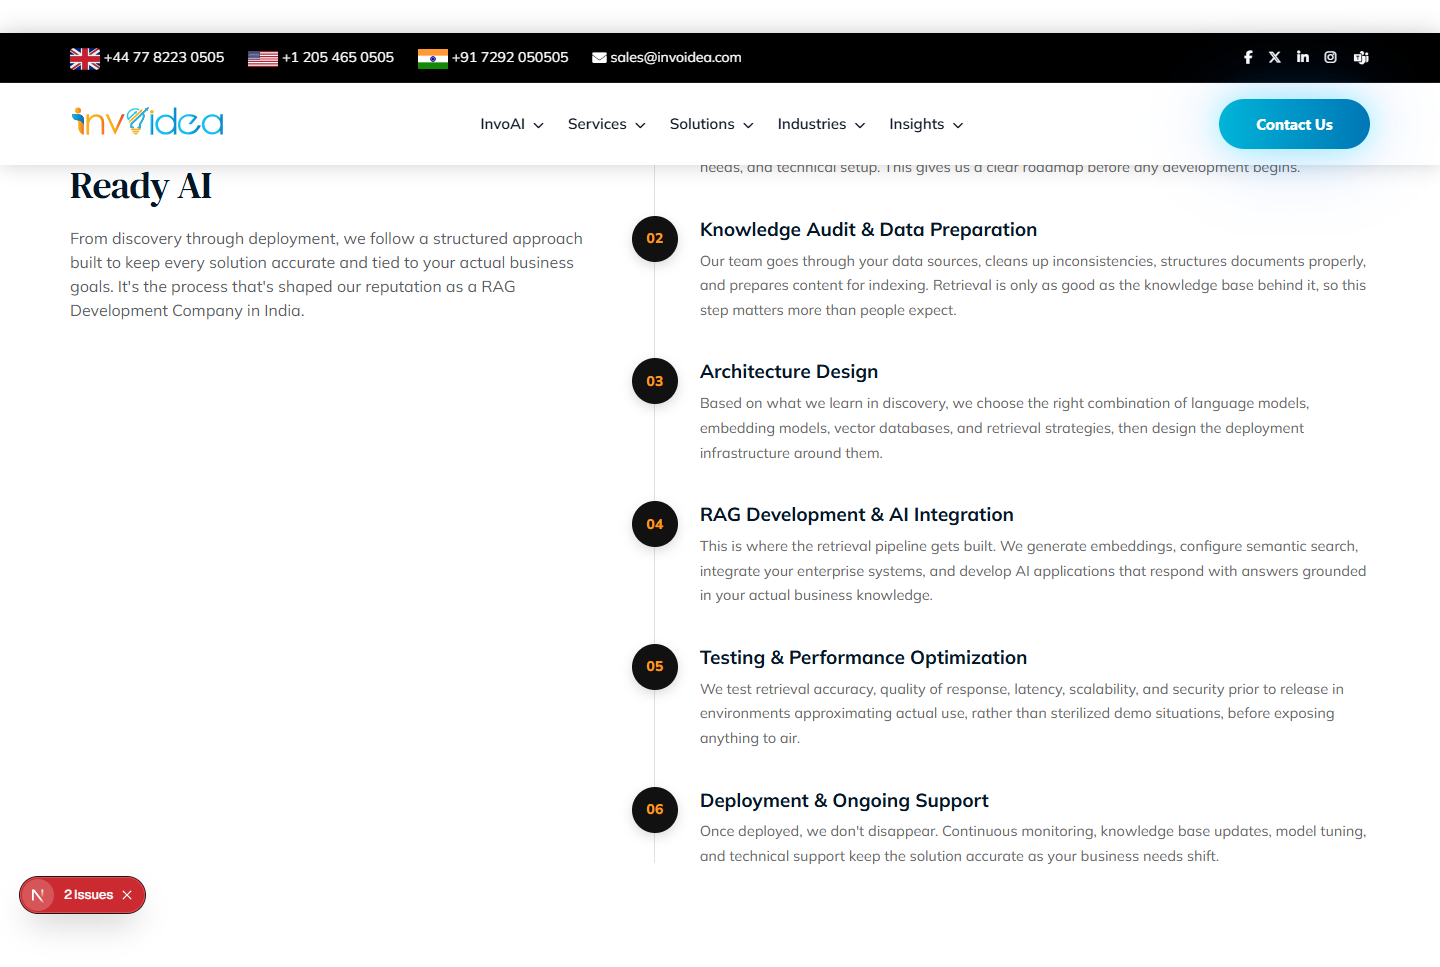 +44 77 8223 0505 +1 205 465 0505 +91 7292 050505 sales@invoidea.com
invoidea
InvoAI Services Solutions Industries Insights
Contact Us
Ready AI
From discovery through deployment, we follow a structured approach
built to keep every solution accurate and tied to your actual business
goals. It's the process that's shaped our reputation as a RAG
Development Company in India.
needs, and technical setup. This gives us a clear roadmap before any development begins.
02
Knowledge Audit & Data Preparation
Our team goes through your data sources, cleans up inconsistencies, structures documents properly,
and prepares content for indexing. Retrieval is only as good as the knowledge base behind it, so this
step matters more than people expect.
03
Architecture Design
Based on what we learn in discovery, we choose the right combination of language models,
embedding models, vector databases, and retrieval strategies, then design the deployment
infrastructure around them.
04
RAG Development & AI Integration
This is where the retrieval pipeline gets built. We generate embeddings, configure semantic search,
integrate your enterprise systems, and develop AI applications that respond with answers grounded
in your actual business knowledge.
05
Testing & Performance Optimization
We test retrieval accuracy, quality of response, latency, scalability, and security prior to release in
environments approximating actual use, rather than sterilized demo situations, before exposing
anything to air.
06
Deployment & Ongoing Support
Once deployed, we don't disappear. Continuous monitoring, knowledge base updates, model tuning,
and technical support keep the solution accurate as your business needs shift.
N 2 Issues